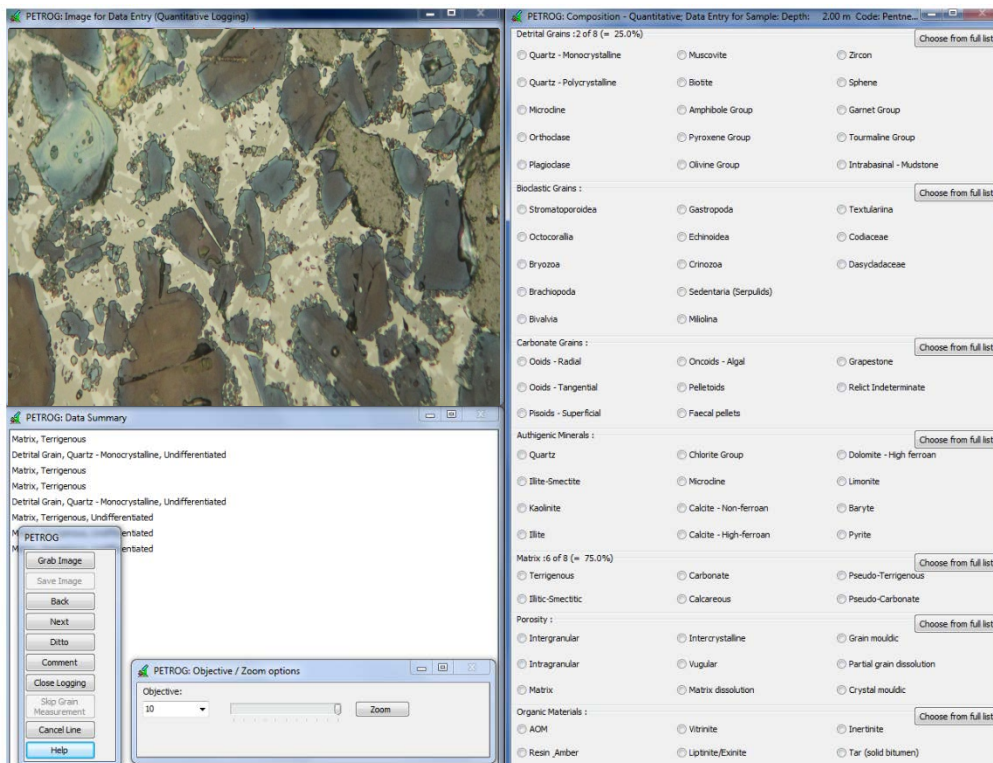 PETROG: Image for Data Entry (Quantitative Logging)
PETROG: Data Summary
Matrix, Terrigenous
Detrital Grain, Quartz - Monocrystalline, Undifferentiated
Matrix, Terrigenous
Matrix, Terrigenous
Detrital Grain, Quartz - Monocrystalline, Undifferentiated
Matrix, Terrigenous, Undifferentiated
PETROG
Grab Image
Save Image
Back
Next
Ditto
Comment
Close Logging
Skip Grain
Measurement
Cancel Line
Help
PETROG: Objective / Zoom options
Objective:
10
Zoom
PETROG: Composition - Quantitative; Data Entry for Sample: Depth: 2.00 m Code: Pentne...
Detrital Grains :2 of 8 (= 25.0%)
Choose from full list
Quartz - Monocrystalline Muscovite Zircon
Quartz - Polycrystalline Biotite Sphene
Microcline Amphibole Group Garnet Group
Orthoclase Pyroxene Group Tourmaline Group
Plagioclase Olivine Group Intrabasinal - Mudstone
Bioclastic Grains :
Choose from full list
Stromatoporoidea Gastropoda Textulariina
Octocorallia Echinoidea Codiaceae
Bryozoa Crinozoa Dasycladaceae
Brachiopoda Sedentaria (Serpulids)
Bivalvia Miliolina
Carbonate Grains :
Choose from full list
Ooids - Radial Oncoids - Algal Grapestone
Ooids - Tangential Pelletoids Relict Indeterminate
Pisoids - Superficial Faecal pellets
Authigenic Minerals :
Choose from full list
Quartz Chlorite Group Dolomite - High ferroan
Illite-Smectite Microcline Limonite
Kaolinite Calcite - Non-ferroan Baryte
Illite Calcite - High-ferroan Pyrite
Matrix :6 of 8 (= 75.0%)
Choose from full list
Terrigenous Carbonate Pseudo-Terrigenous
Illitic-Smectitic Calcareous Pseudo-Carbonate
Porosity :
Choose from full list
Intergranular Intercrystalline Grain mouldic
Intragranular Vugular Partial grain dissolution
Matrix Matrix dissolution Crystal mouldic
Organic Materials :
Choose from full list
AOM Vitrinite Inertinite
Resin ,Amber Liptinite/Exinite Tar (solid bitumen)